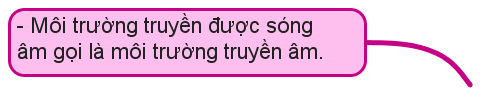 - Môi trường truyền được sóng
âm gọi là môi trường truyền âm.